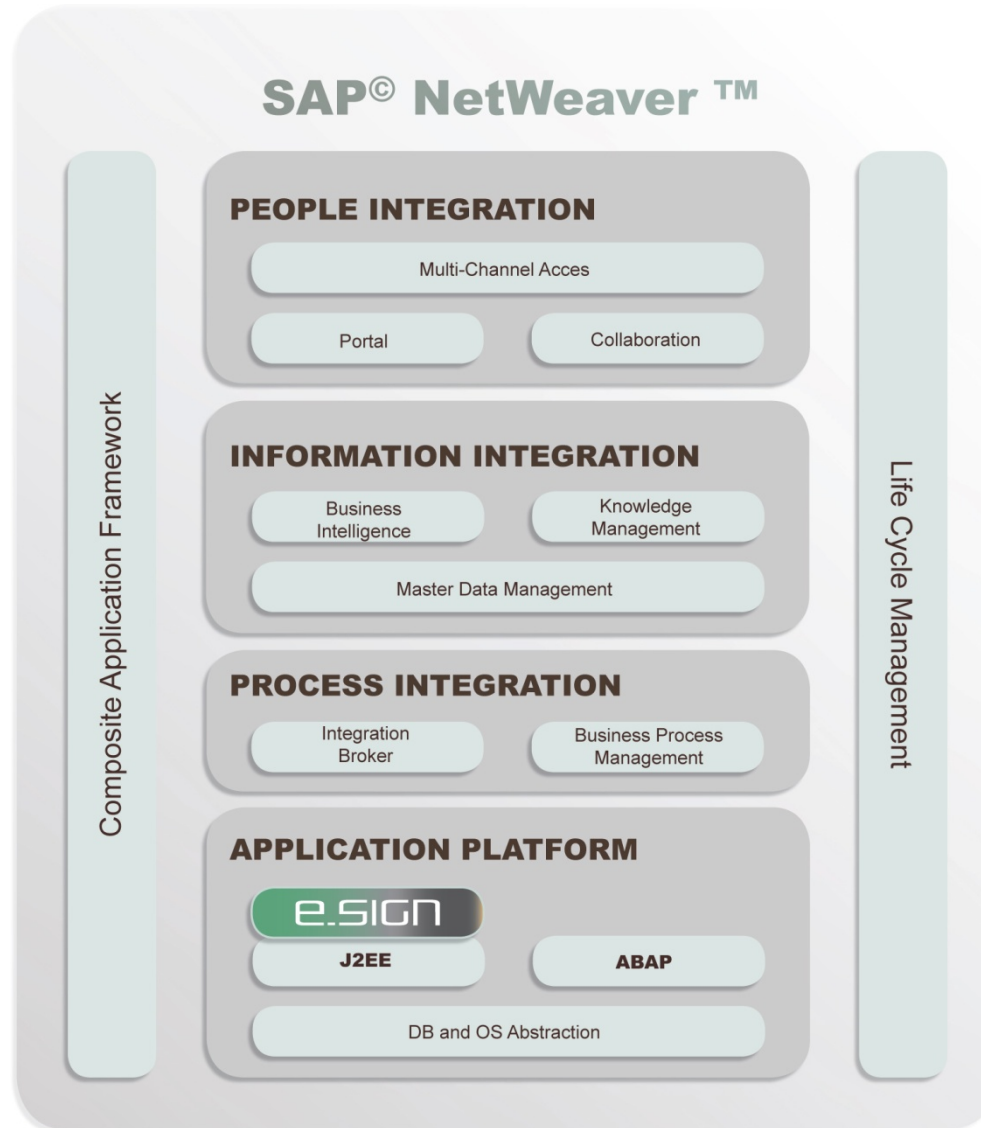 SAP© NetWeaver ™
Composite Application Framework
PEOPLE INTEGRATION
Multi-Channel Acces
Portal
Collaboration
INFORMATION INTEGRATION
Business
Intelligence
Knowledge
Management
Master Data Management
PROCESS INTEGRATION
Integration
Broker
Business Process
Management
APPLICATION PLATFORM
e.sign
J2EE
ABAP
DB and OS Abstraction
Life Cycle Management